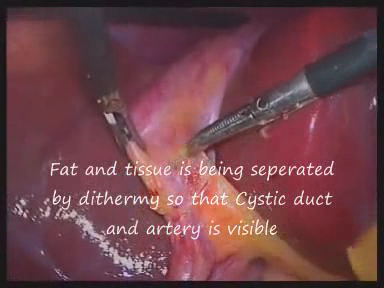 Fat and tissue is being seperated
by dithermy so that Cystic duct
and artery is visible